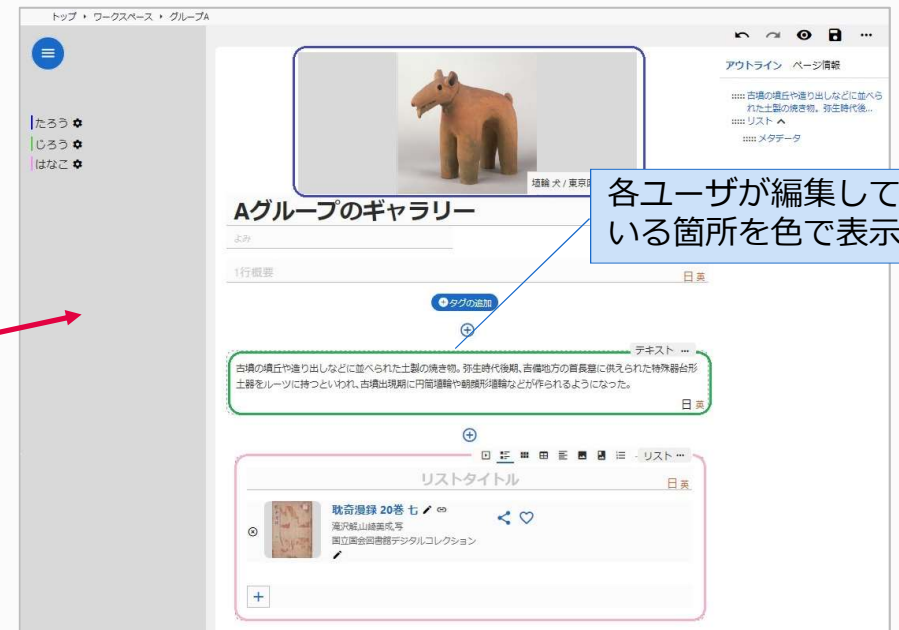 トップ ・ ワークスペース ・ グループA
たろう
じろう
はなこ
アウトライン ページ情報
古墳の墳丘や造り出しなどに並べら
れた土製の焼き物。弥生時代後...
リスト
メタデータ
埴輪 犬 / 東京
各ユーザが編集して
いる箇所を色で表示
Aグループのギャラリー
よみ
1行概要
日 英
タグの追加
テキスト ...
古墳の墳丘や造り出しなどに並べられた土製の焼き物。弥生時代後期、吉備地方の首長墓に供えられた特殊器台形
土器をルーツに持つといわれ、古墳出現期に円筒埴輪や朝顔形埴輪などが作られるようになった。
日 英
リスト ...
リストタイトル
日 英
耽奇漫録 20巻 七
滝沢解,山崎美成,写
国立国会図書館デジタルコレクション